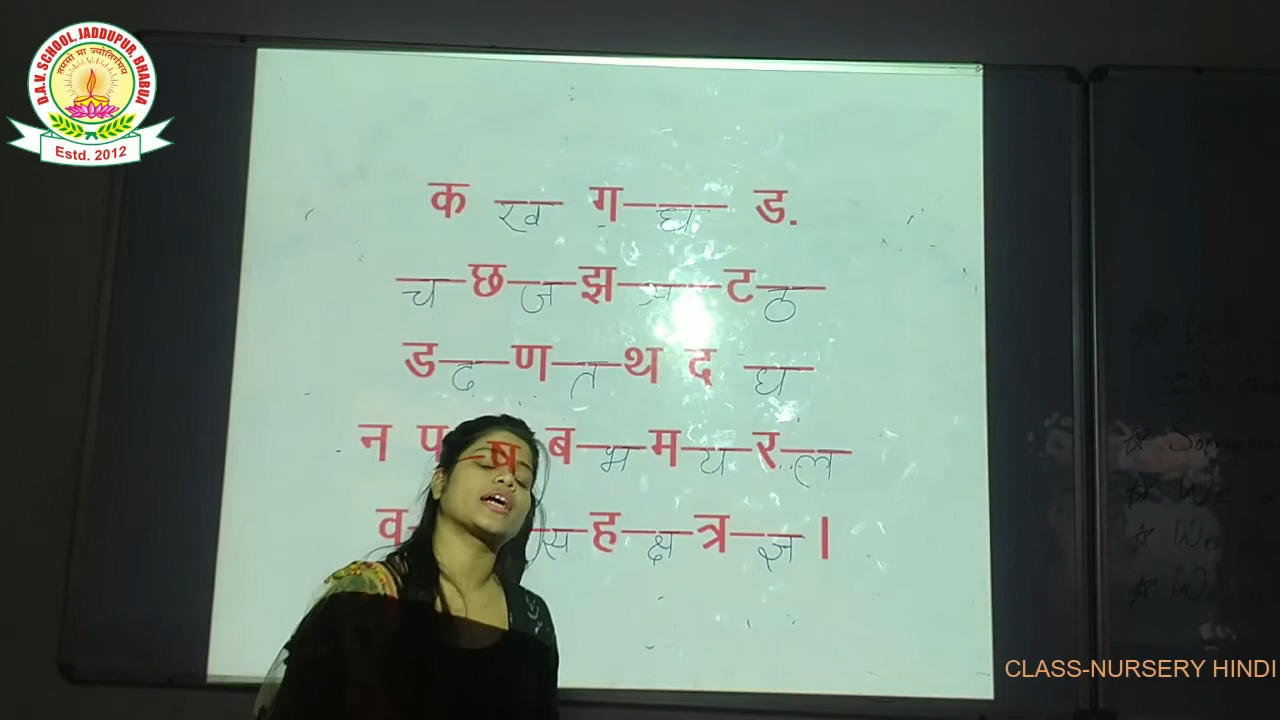 D.A.V. SCHOOL, JADDUPUR, BHABUA
तमसो मा ज्योतिर्गमय
Estd. 2012
क ख ग घ ड.
च छ ज झ ञ ट ठ
ड ढ ण त थ द ध
न प ब भ म य र ल
व स ह क्ष त्र ज्ञ ।
CLASS-NURSERY HINDI